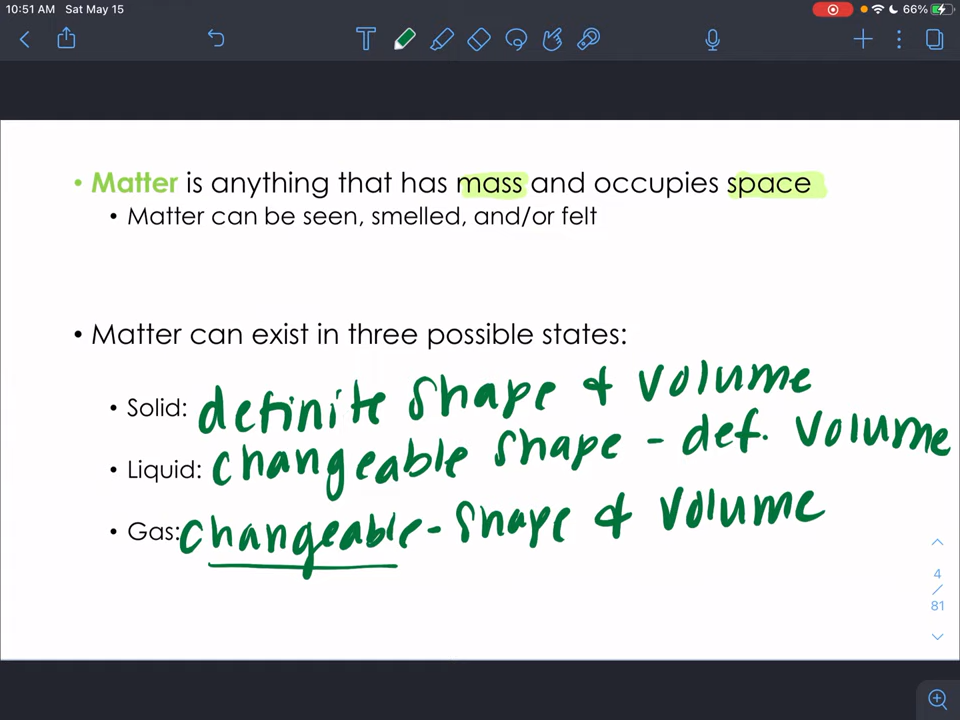 10:51 AM Sat May 15 66%
• Matter is anything that has mass and occupies space
• Matter can be seen, smelled, and/or felt
• Matter can exist in three possible states:
• Solid: definite shape & volume
• Liquid: changeable shape - def. volume
• Gas: changeable - shape & volume
4
/
81